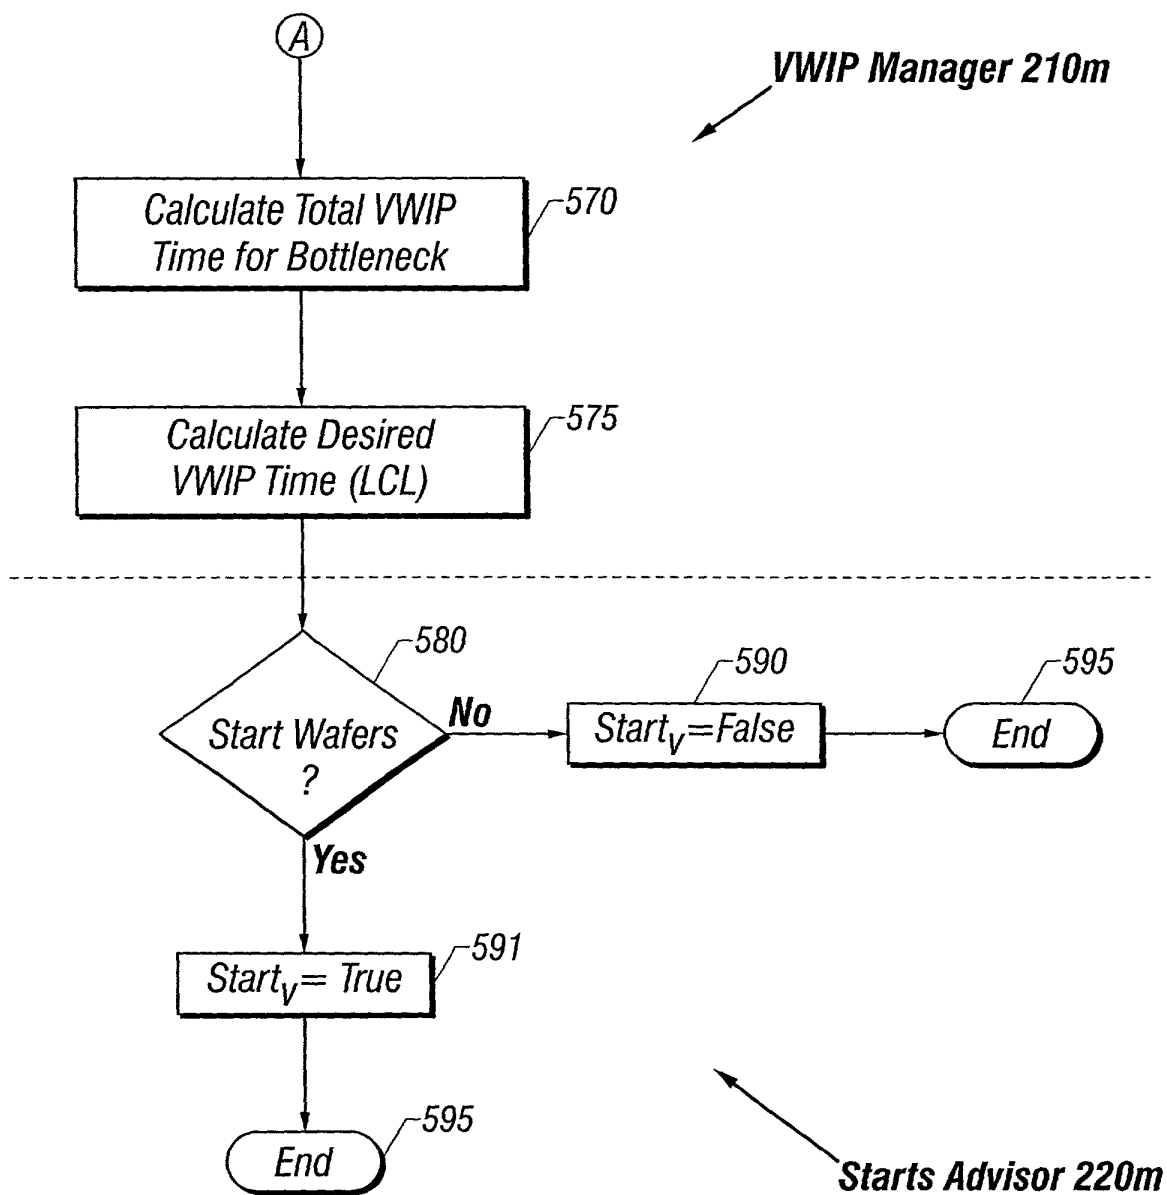 A
VWIP Manager 210m
Calculate Total VWIP
Time for Bottleneck
570
Calculate Desired
VWIP Time (LCL)
575
580
Start Wafers
?
No
590
Startv=False
595
End
Yes
591
Startv= True
595
End
Starts Advisor 220m